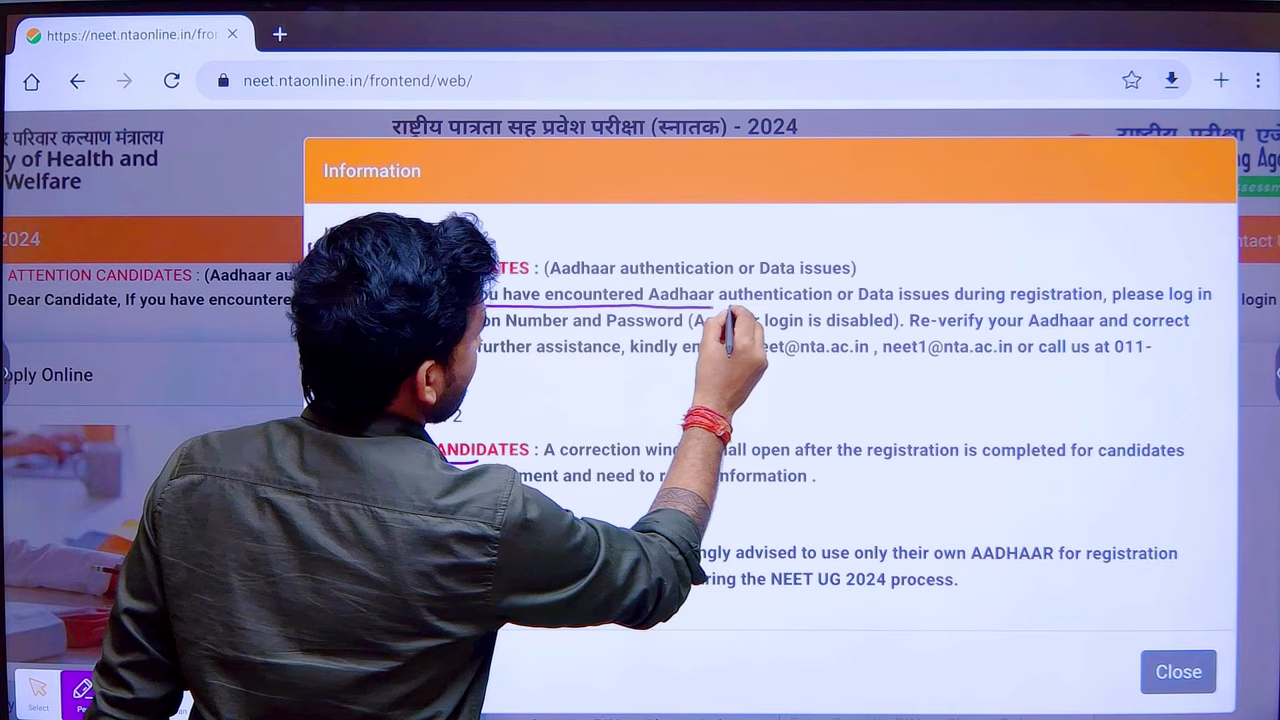 https://neet.ntaonline.in/fro
neet.ntaonline.in/frontend/web/
परिवार कल्याण मंत्रालय
of Health and
Welfare
राष्ट्रीय पात्रता सह प्रवेश परीक्षा (स्नातक) - 2024
राष्ट्रीय परीक्षा
Information
2024
ATTENTION CANDIDATES : (Aadhaar
Dear Candidate, If you have encountere
TES : (Aadhaar authentication or Data issues)
have encountered Aadhaar authentication or Data issues during registration, please log in
login
on Number and Password ( login is disabled). Re-verify your Aadhaar and correct
further assistance, kindly @nta.ac.in , neet1@nta.ac.in or call us at 011-
pply Online
2
ANDIDATES : A correction open after the registration is completed for candidates
ment and need to information .
ngly advised to use only their own AADHAAR for registration
ring the NEET UG 2024 process.
Close
Select